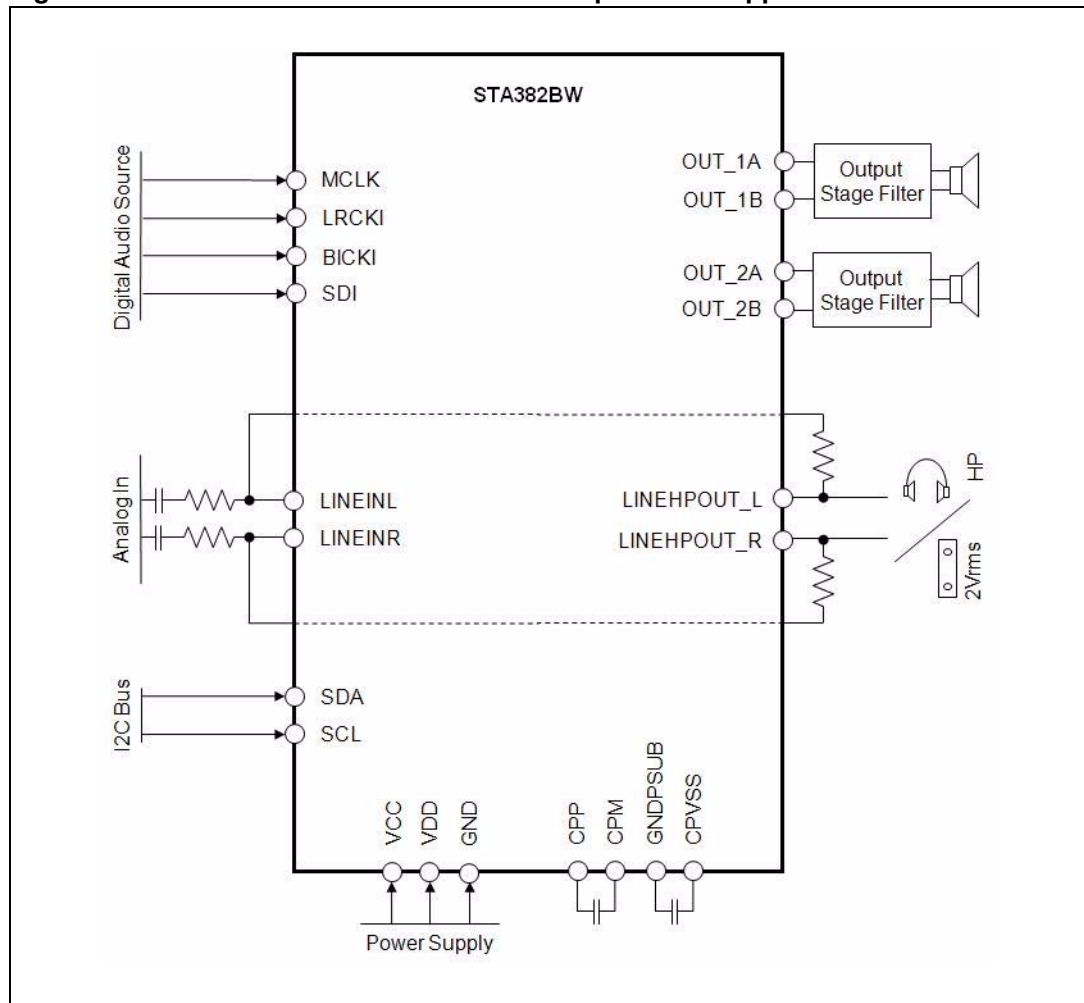 STA382BW
Digital Audio Source
MCLK
LRCKI
BICKI
SDI
OUT_1A
OUT_1B
Output
Stage Filter
OUT_2A
OUT_2B
Output
Stage Filter
Analog In
LINEINL
LINEINR
LINEHPOUT_L
LINEHPOUT_R
HP
2Vrms
I2C Bus
SDA
SCL
VCC
VDD
GND
CPP
CPM
GNDPSUB
CPVSS
Power Supply